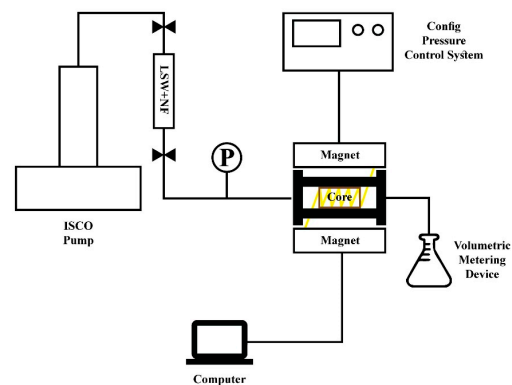 Config
Pressure
Control System
LSW+NF
P
Magnet
Core
Magnet
ISCO
Pump
Volumetric
Metering
Device
Computer